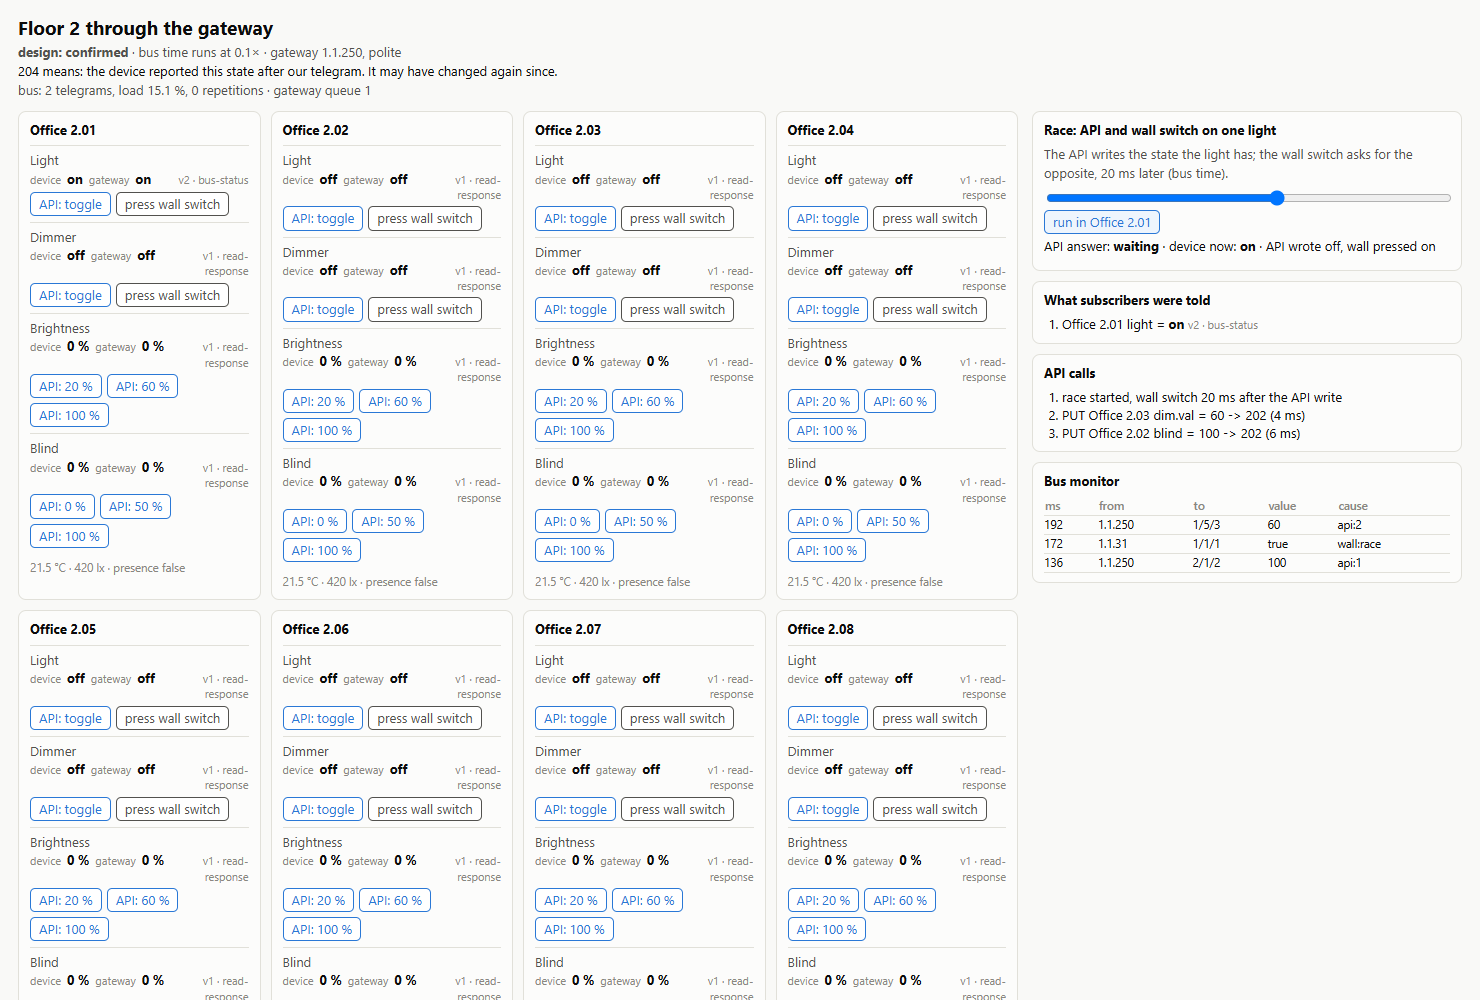 Floor 2 through the gateway
design: confirmed · bus time runs at 0.1× · gateway 1.1.250, polite
204 means: the device reported this state after our telegram. It may have changed again since.
bus: 2 telegrams, load 15.1 %, 0 repetitions · gateway queue 1
Office 2.01
Light
device on gateway on v2 · bus-status
API: toggle press wall switch
Dimmer
device off gateway off v1 · read-
response
API: toggle press wall switch
Brightness
device 0 % gateway 0 % v1 · read-
response
API: 20 % API: 60 %
API: 100 %
Blind
device 0 % gateway 0 % v1 · read-
response
API: 0 % API: 50 %
API: 100 %
21.5 °C · 420 lx · presence false
Office 2.02
Light
device off gateway off v1 · read-
response
API: toggle press wall switch
Dimmer
device off gateway off v1 · read-
response
API: toggle press wall switch
Brightness
device 0 % gateway 0 % v1 · read-
response
API: 20 % API: 60 %
API: 100 %
Blind
device 0 % gateway 0 % v1 · read-
response
API: 0 % API: 50 %
API: 100 %
21.5 °C · 420 lx · presence false
Office 2.03
Light
device off gateway off v1 · read-
response
API: toggle press wall switch
Dimmer
device off gateway off v1 · read-
response
API: toggle press wall switch
Brightness
device 0 % gateway 0 % v1 · read-
response
API: 20 % API: 60 %
API: 100 %
Blind
device 0 % gateway 0 % v1 · read-
response
API: 0 % API: 50 %
API: 100 %
21.5 °C · 420 lx · presence false
Office 2.04
Light
device off gateway off v1 · read-
response
API: toggle press wall switch
Dimmer
device off gateway off v1 · read-
response
API: toggle press wall switch
Brightness
device 0 % gateway 0 % v1 · read-
response
API: 20 % API: 60 %
API: 100 %
Blind
device 0 % gateway 0 % v1 · read-
response
API: 0 % API: 50 %
API: 100 %
21.5 °C · 420 lx · presence false
Race: API and wall switch on one light
The API writes the state the light has; the wall switch asks for the
opposite, 20 ms later (bus time).
run in Office 2.01
API answer: waiting · device now: on · API wrote off, wall pressed on
What subscribers were told
1. Office 2.01 light = on v2 · bus-status
API calls
1. race started, wall switch 20 ms after the API write
2. PUT Office 2.03 dim.val = 60 -> 202 (4 ms)
3. PUT Office 2.02 blind = 100 -> 202 (6 ms)
Bus monitor
ms from to value cause
192 1.1.250 1/5/3 60 api:2
172 1.1.31 1/1/1 true wall:race
136 1.1.250 2/1/2 100 api:1
Office 2.05
Light
device off gateway off v1 · read-
response
API: toggle press wall switch
Dimmer
device off gateway off v1 · read-
response
API: toggle press wall switch
Brightness
device 0 % gateway 0 % v1 · read-
response
API: 20 % API: 60 %
API: 100 %
Blind
device 0 % gateway 0 % v1 · read-
response
Office 2.06
Light
device off gateway off v1 · read-
response
API: toggle press wall switch
Dimmer
device off gateway off v1 · read-
response
API: toggle press wall switch
Brightness
device 0 % gateway 0 % v1 · read-
response
API: 20 % API: 60 %
API: 100 %
Blind
device 0 % gateway 0 % v1 · read-
response
Office 2.07
Light
device off gateway off v1 · read-
response
API: toggle press wall switch
Dimmer
device off gateway off v1 · read-
response
API: toggle press wall switch
Brightness
device 0 % gateway 0 % v1 · read-
response
API: 20 % API: 60 %
API: 100 %
Blind
device 0 % gateway 0 % v1 · read-
response
Office 2.08
Light
device off gateway off v1 · read-
response
API: toggle press wall switch
Dimmer
device off gateway off v1 · read-
response
API: toggle press wall switch
Brightness
device 0 % gateway 0 % v1 · read-
response
API: 20 % API: 60 %
API: 100 %
Blind
device 0 % gateway 0 % v1 · read-
response